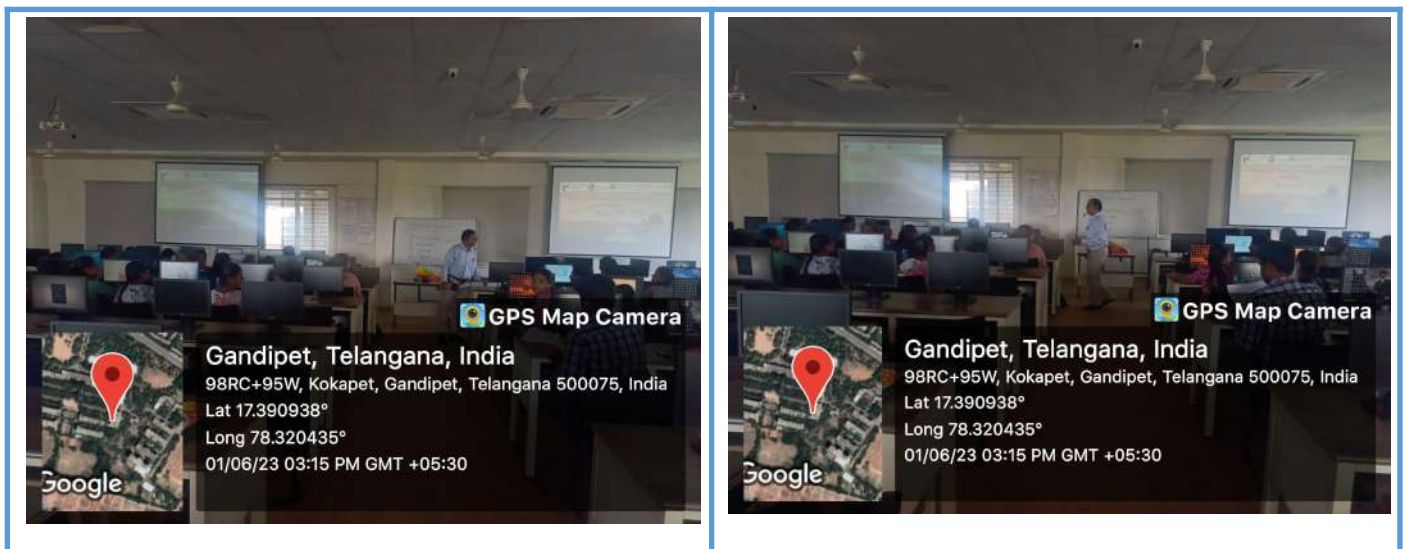 GPS Map Camera
Gandipet, Telangana, India
98RC+95W, Kokapet, Gandipet, Telangana 500075, India
Lat 17.390938°
Long 78.320435°
01/06/23 03:15 PM GMT +05:30
Google
GPS Map Camera
Gandipet, Telangana, India
98RC+95W, Kokapet, Gandipet, Telangana 500075, India
Lat 17.390938°
Long 78.320435°
01/06/23 03:15 PM GMT +05:30
Google